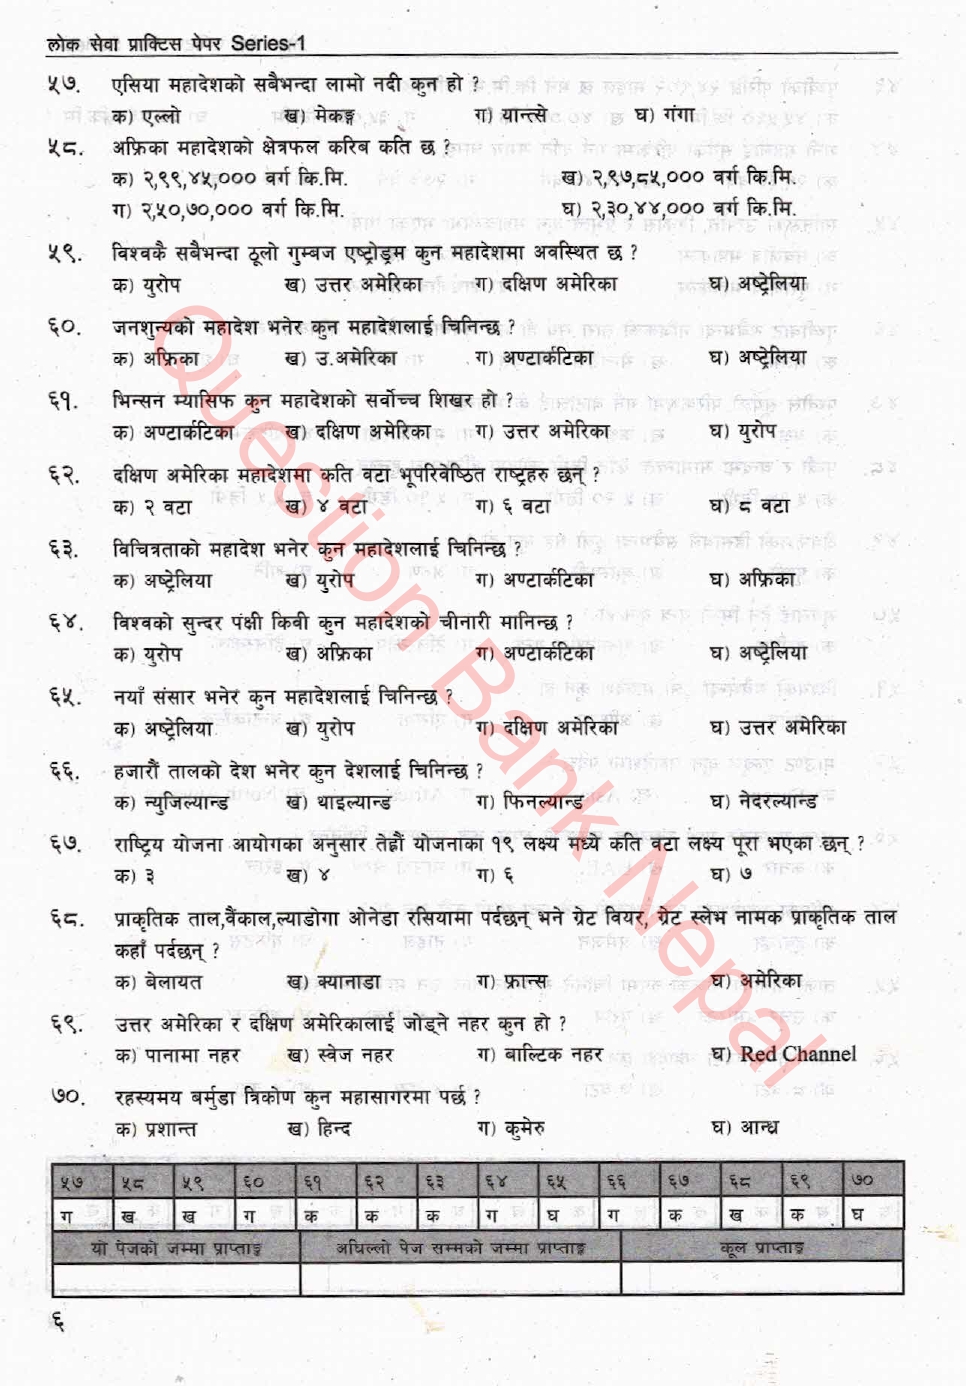 लोक सेवा प्राक्टिस पेपर Series-1
५७. एसिया महादेशको सबैभन्दा लामो नदी कुन हो ?
क) एल्लो ख) मेकङ्ग ग) यान्त्से घ) गंगा
५८. अफ्रिका महादेशको क्षेत्रफल करिब कति छ ?
क) २,९९,४५,००० वर्ग कि.मि. ख) २,९७,८५,००० वर्ग कि.मि.
ग) २,५०,७०,००० वर्ग कि.मि. घ) २,३०,४४,००० वर्ग कि.मि.
५९. विश्वकै सबैभन्दा ठूलो गुम्बज एष्ट्रोड्रम कुन महादेशमा अवस्थित छ ?
क) युरोप ख) उत्तर अमेरिका ग) दक्षिण अमेरिका घ) अष्ट्रेलिया
६०. जनशुन्यको महादेश भनेर कुन महादेशलाई चिनिन्छ ?
क) अफ्रिका ख) उ.अमेरिका ग) अण्टार्कटिका घ) अष्ट्रेलिया
६१. भिन्सन म्यासिफ कुन महादेशको सर्वोच्च शिखर हो ?
क) अण्टार्कटिका ख) दक्षिण अमेरिका ग) उत्तर अमेरिका घ) युरोप
६२. दक्षिण अमेरिका महादेशमा कति वटा भूपरिवेष्ठित राष्ट्रहरु छन् ?
क) २ वटा ख) ४ वटा ग) ६ वटा घ) ८ वटा
६३. विचित्रताको महादेश भनेर कुन महादेशलाई चिनिन्छ ?
क) अष्ट्रेलिया ख) युरोप ग) अण्टार्कटिका घ) अफ्रिका
६४. विश्वको सुन्दर पंक्षी किबी कुन महादेशको चीनारी मानिन्छ ?
क) युरोप ख) अफ्रिका ग) अण्टार्कटिका घ) अष्ट्रेलिया
६५. नयाँ संसार भनेर कुन महादेशलाई चिनिन्छ ?
क) अष्ट्रेलिया ख) युरोप ग) दक्षिण अमेरिका घ) उत्तर अमेरिका
६६. हजारौं तालको देश भनेर कुन देशलाई चिनिन्छ ?
क) न्युजिल्यान्ड ख) थाइल्यान्ड ग) फिनल्यान्ड घ) नेदरल्यान्ड
६७. राष्ट्रिय योजना आयोगका अनुसार तेह्रौं योजनाका १९ लक्ष्य मध्ये कति वटा लक्ष्य पूरा भएका छन् ?
क) ३ ख) ४ ग) ६ घ) ७
६८. प्राकृतिक ताल,वैंकाल,ल्याडोगा ओनेडा रसियामा पर्दछन् भने ग्रेट वियर, ग्रेट स्लेभ नामक प्राकृतिक ताल
कहाँ पर्दछन् ?
क) बेलायत ख) क्यानाडा ग) फ्रान्स घ) अमेरिका
६९. उत्तर अमेरिका र दक्षिण अमेरिकालाई जोड्ने नहर कुन हो ?
क) पानामा नहर ख) स्वेज नहर ग) बाल्टिक नहर घ) Red Channel
७०. रहस्यमय बर्मुडा त्रिकोण कुन महासागरमा पर्छ ?
क) प्रशान्त ख) हिन्द ग) कुमेरु घ) आन्ध्र
५७ ५८ ५९ ६० ६१ ६२ ६३ ६४ ६५ ६६ ६७ ६८ ६९ ७०
ग ख ख ग क क क ग घ ग क ख क घ
यो पेजको जम्मा प्राप्ताङ्क अघिल्लो पेज सम्मको जम्मा प्राप्ताङ्क कूल प्राप्ताङ्क
६
Question Bank Nepal